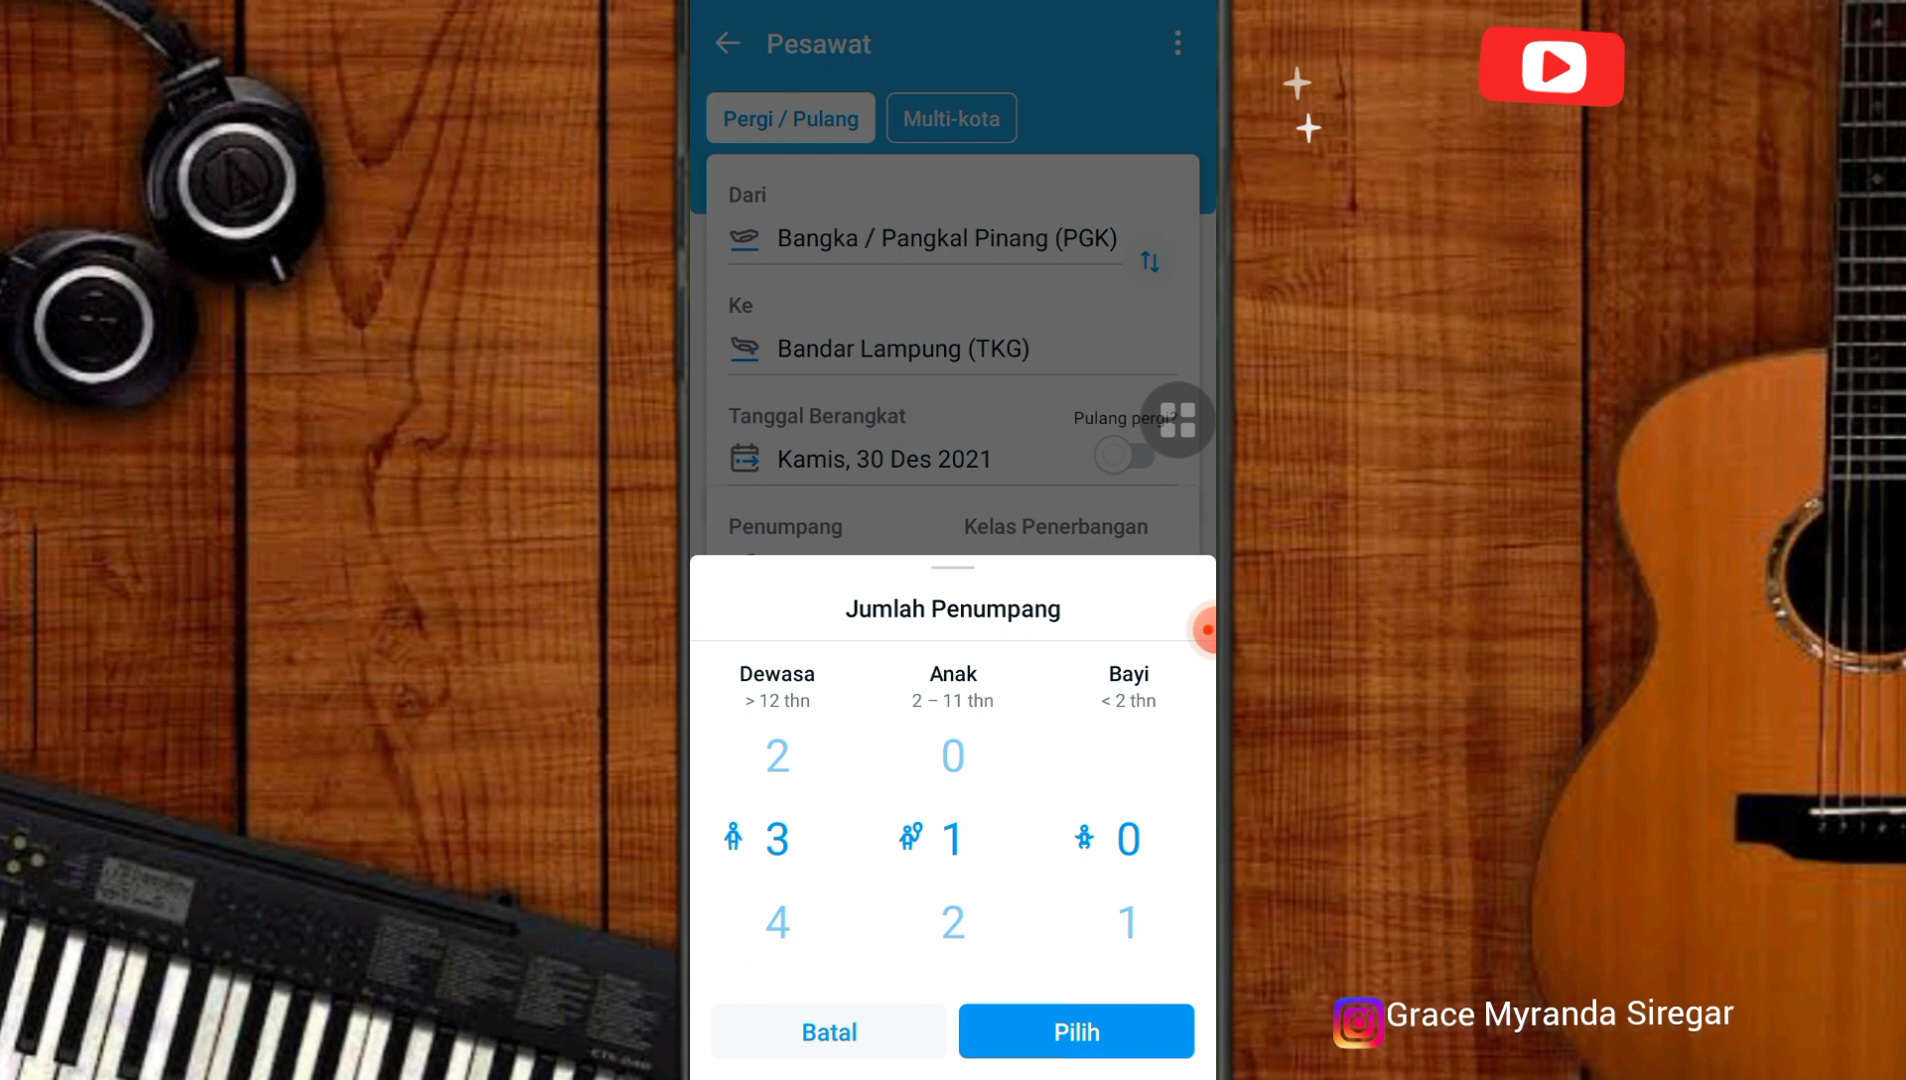 Pesawat
Pergi / Pulang
Multi-kota
Dari
Bangka / Pangkal Pinang (PGK)
Ke
Bandar Lampung (TKG)
Tanggal Berangkat
Pulang pergi?
Kamis, 30 Des 2021
Penumpang
Kelas Penerbangan
Jumlah Penumpang
Dewasa Anak Bayi
> 12 thn 2 – 11 thn < 2 thn
2 0
3 1 0
4 2 1
Batal Pilih
Grace Myranda Siregar